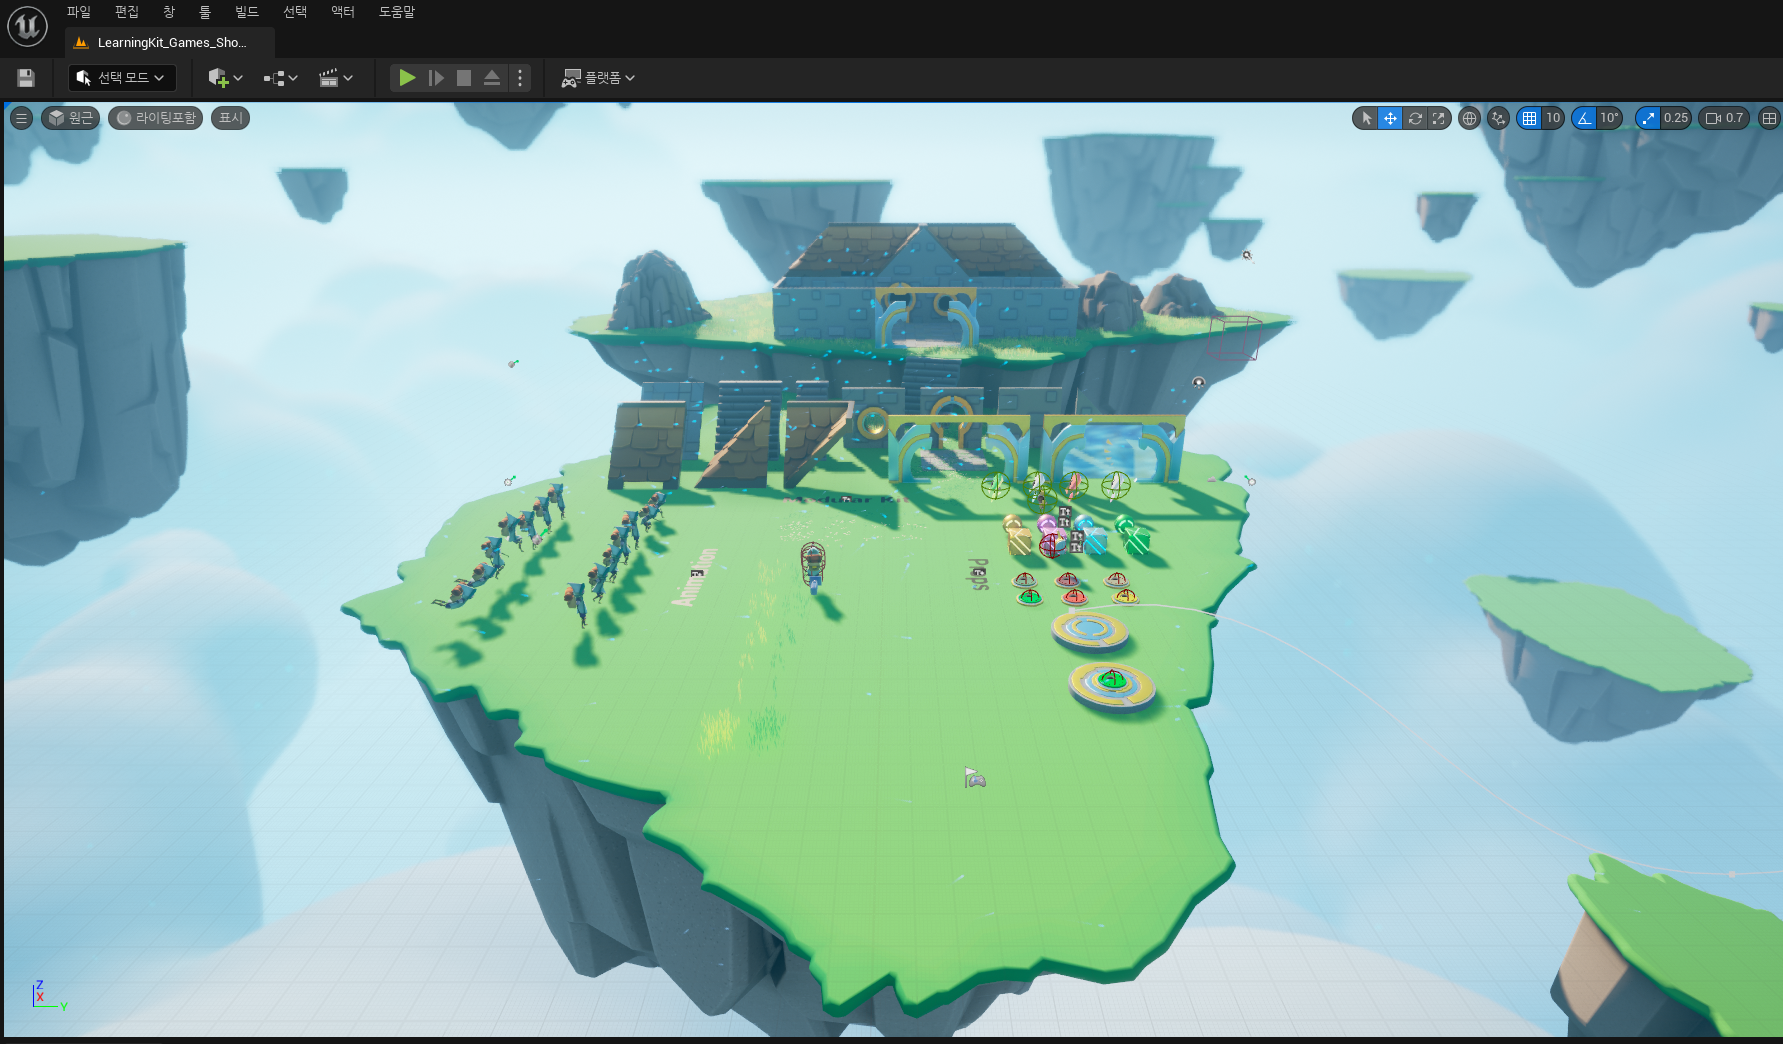 파일 편집 창 툴 빌드 선택 액터 도움말
LearningKit_Games_Sho...
선택 모드 플랫폼
원근 라이팅포함 표시 10 10° 0.25 0.7
Animation
Props
Z
X
Y